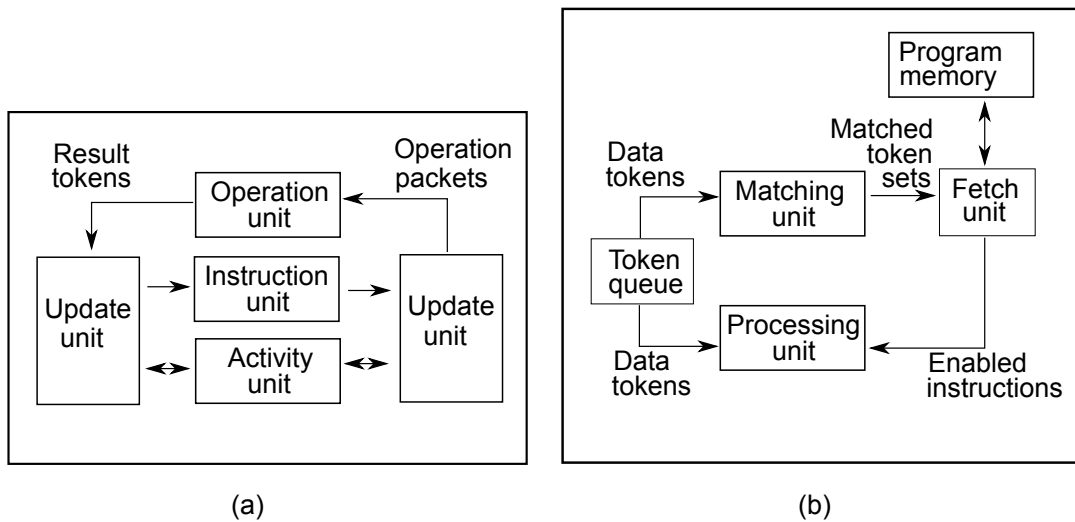 Result
tokens
Operation
packets
Operation
unit
Update
unit
Instruction
unit
Update
unit
Activity
unit
(a)
Program
memory
Data
tokens
Matched
token
sets
Matching
unit
Fetch
unit
Token
queue
Processing
unit
Data
tokens
Enabled
instructions
(b)